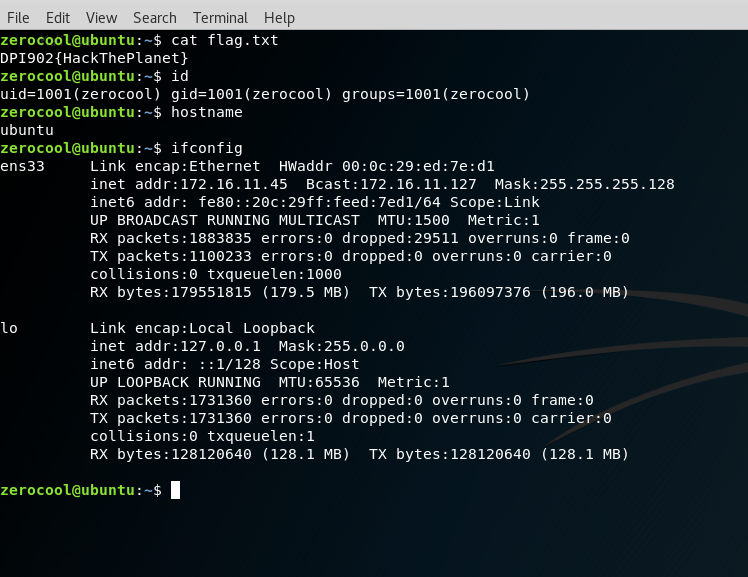 File Edit View Search Terminal Help
zerocool@ubuntu:~$ cat flag.txt
DPI902{HackThePlanet}
zerocool@ubuntu:~$ id
uid=1001(zerocool) gid=1001(zerocool) groups=1001(zerocool)
zerocool@ubuntu:~$ hostname
ubuntu
zerocool@ubuntu:~$ ifconfig
ens33     Link encap:Ethernet  HWaddr 00:0c:29:ed:7e:d1
          inet addr:172.16.11.45  Bcast:172.16.11.127  Mask:255.255.255.128
          inet6 addr: fe80::20c:29ff:feed:7ed1/64 Scope:Link
          UP BROADCAST RUNNING MULTICAST  MTU:1500  Metric:1
          RX packets:1883835 errors:0 dropped:29511 overruns:0 frame:0
          TX packets:1100233 errors:0 dropped:0 overruns:0 carrier:0
          collisions:0 txqueuelen:1000
          RX bytes:179551815 (179.5 MB)  TX bytes:196097376 (196.0 MB)
lo        Link encap:Local Loopback
          inet addr:127.0.0.1  Mask:255.0.0.0
          inet6 addr: ::1/128 Scope:Host
          UP LOOPBACK RUNNING  MTU:65536  Metric:1
          RX packets:1731360 errors:0 dropped:0 overruns:0 frame:0
          TX packets:1731360 errors:0 dropped:0 overruns:0 carrier:0
          collisions:0 txqueuelen:1
          RX bytes:128120640 (128.1 MB)  TX bytes:128120640 (128.1 MB)
zerocool@ubuntu:~$